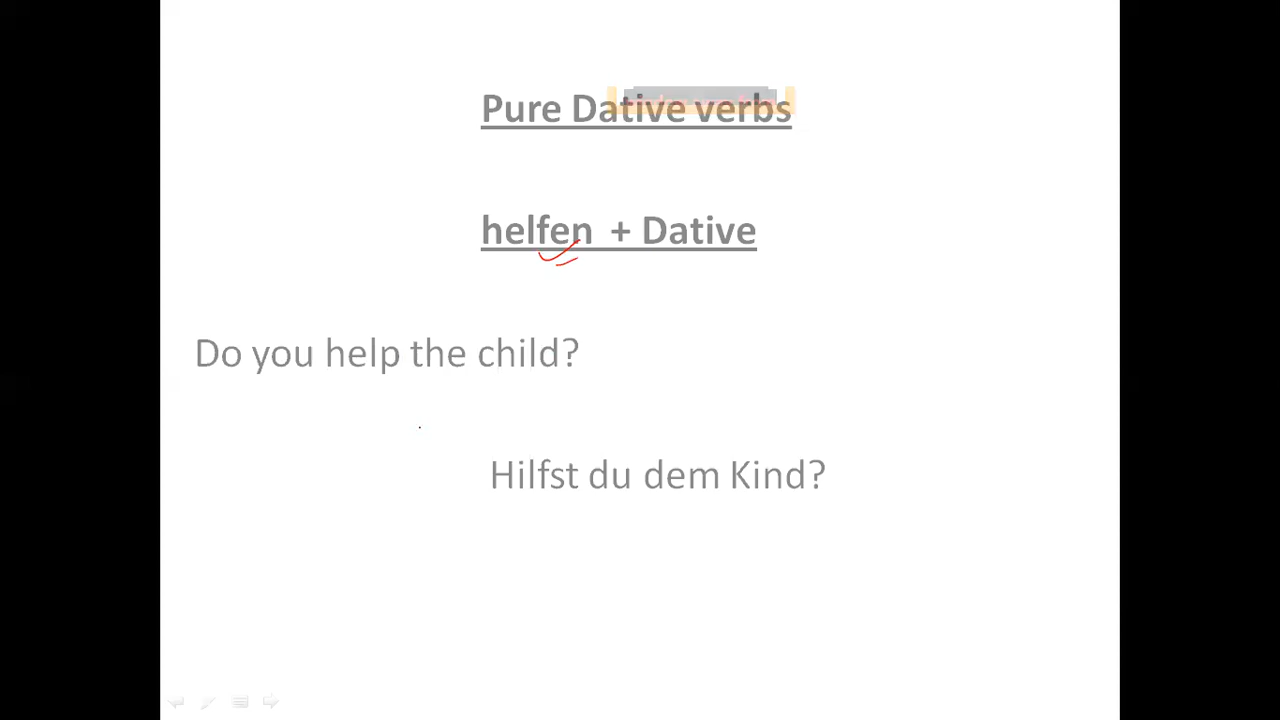 Pure Dative verbs
helfen + Dative
Do you help the child?
Hilfst du dem Kind?